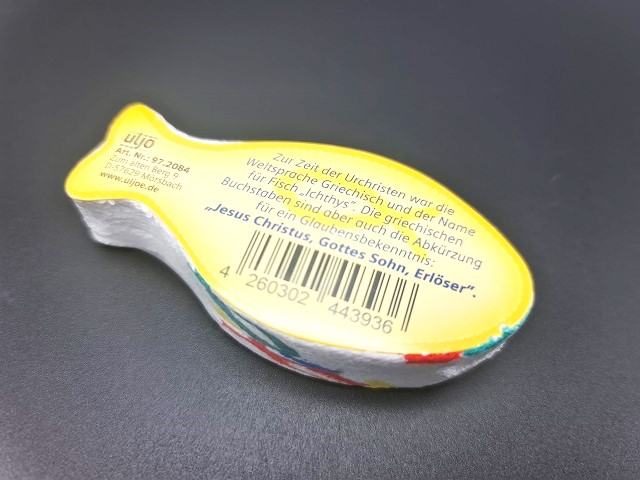 uljö
Art. Nr.: 97.2084
Zum alten Berg 9
D-57629 Mörsbach
www.uljoe.de
Zur Zeit der Urchristen war die
Weltsprache Griechisch und der Name
für Fisch „Ichthys“. Die griechischen
Buchstaben sind aber auch die Abkürzung
für ein Glaubensbekenntnis:
„Jesus Christus, Gottes Sohn, Erlöser“.
4 260302 443936